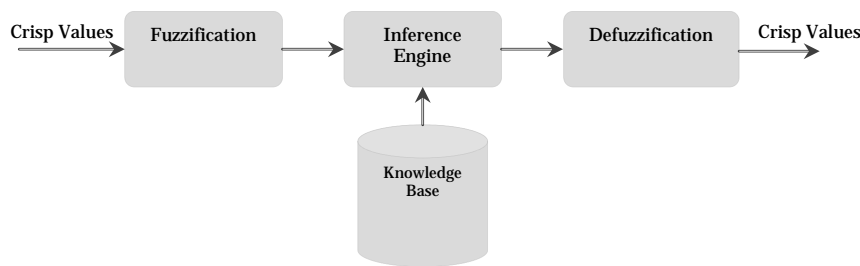 Crisp Values
Fuzzification
Inference
Engine
Defuzzification
Crisp Values
Knowledge
Base